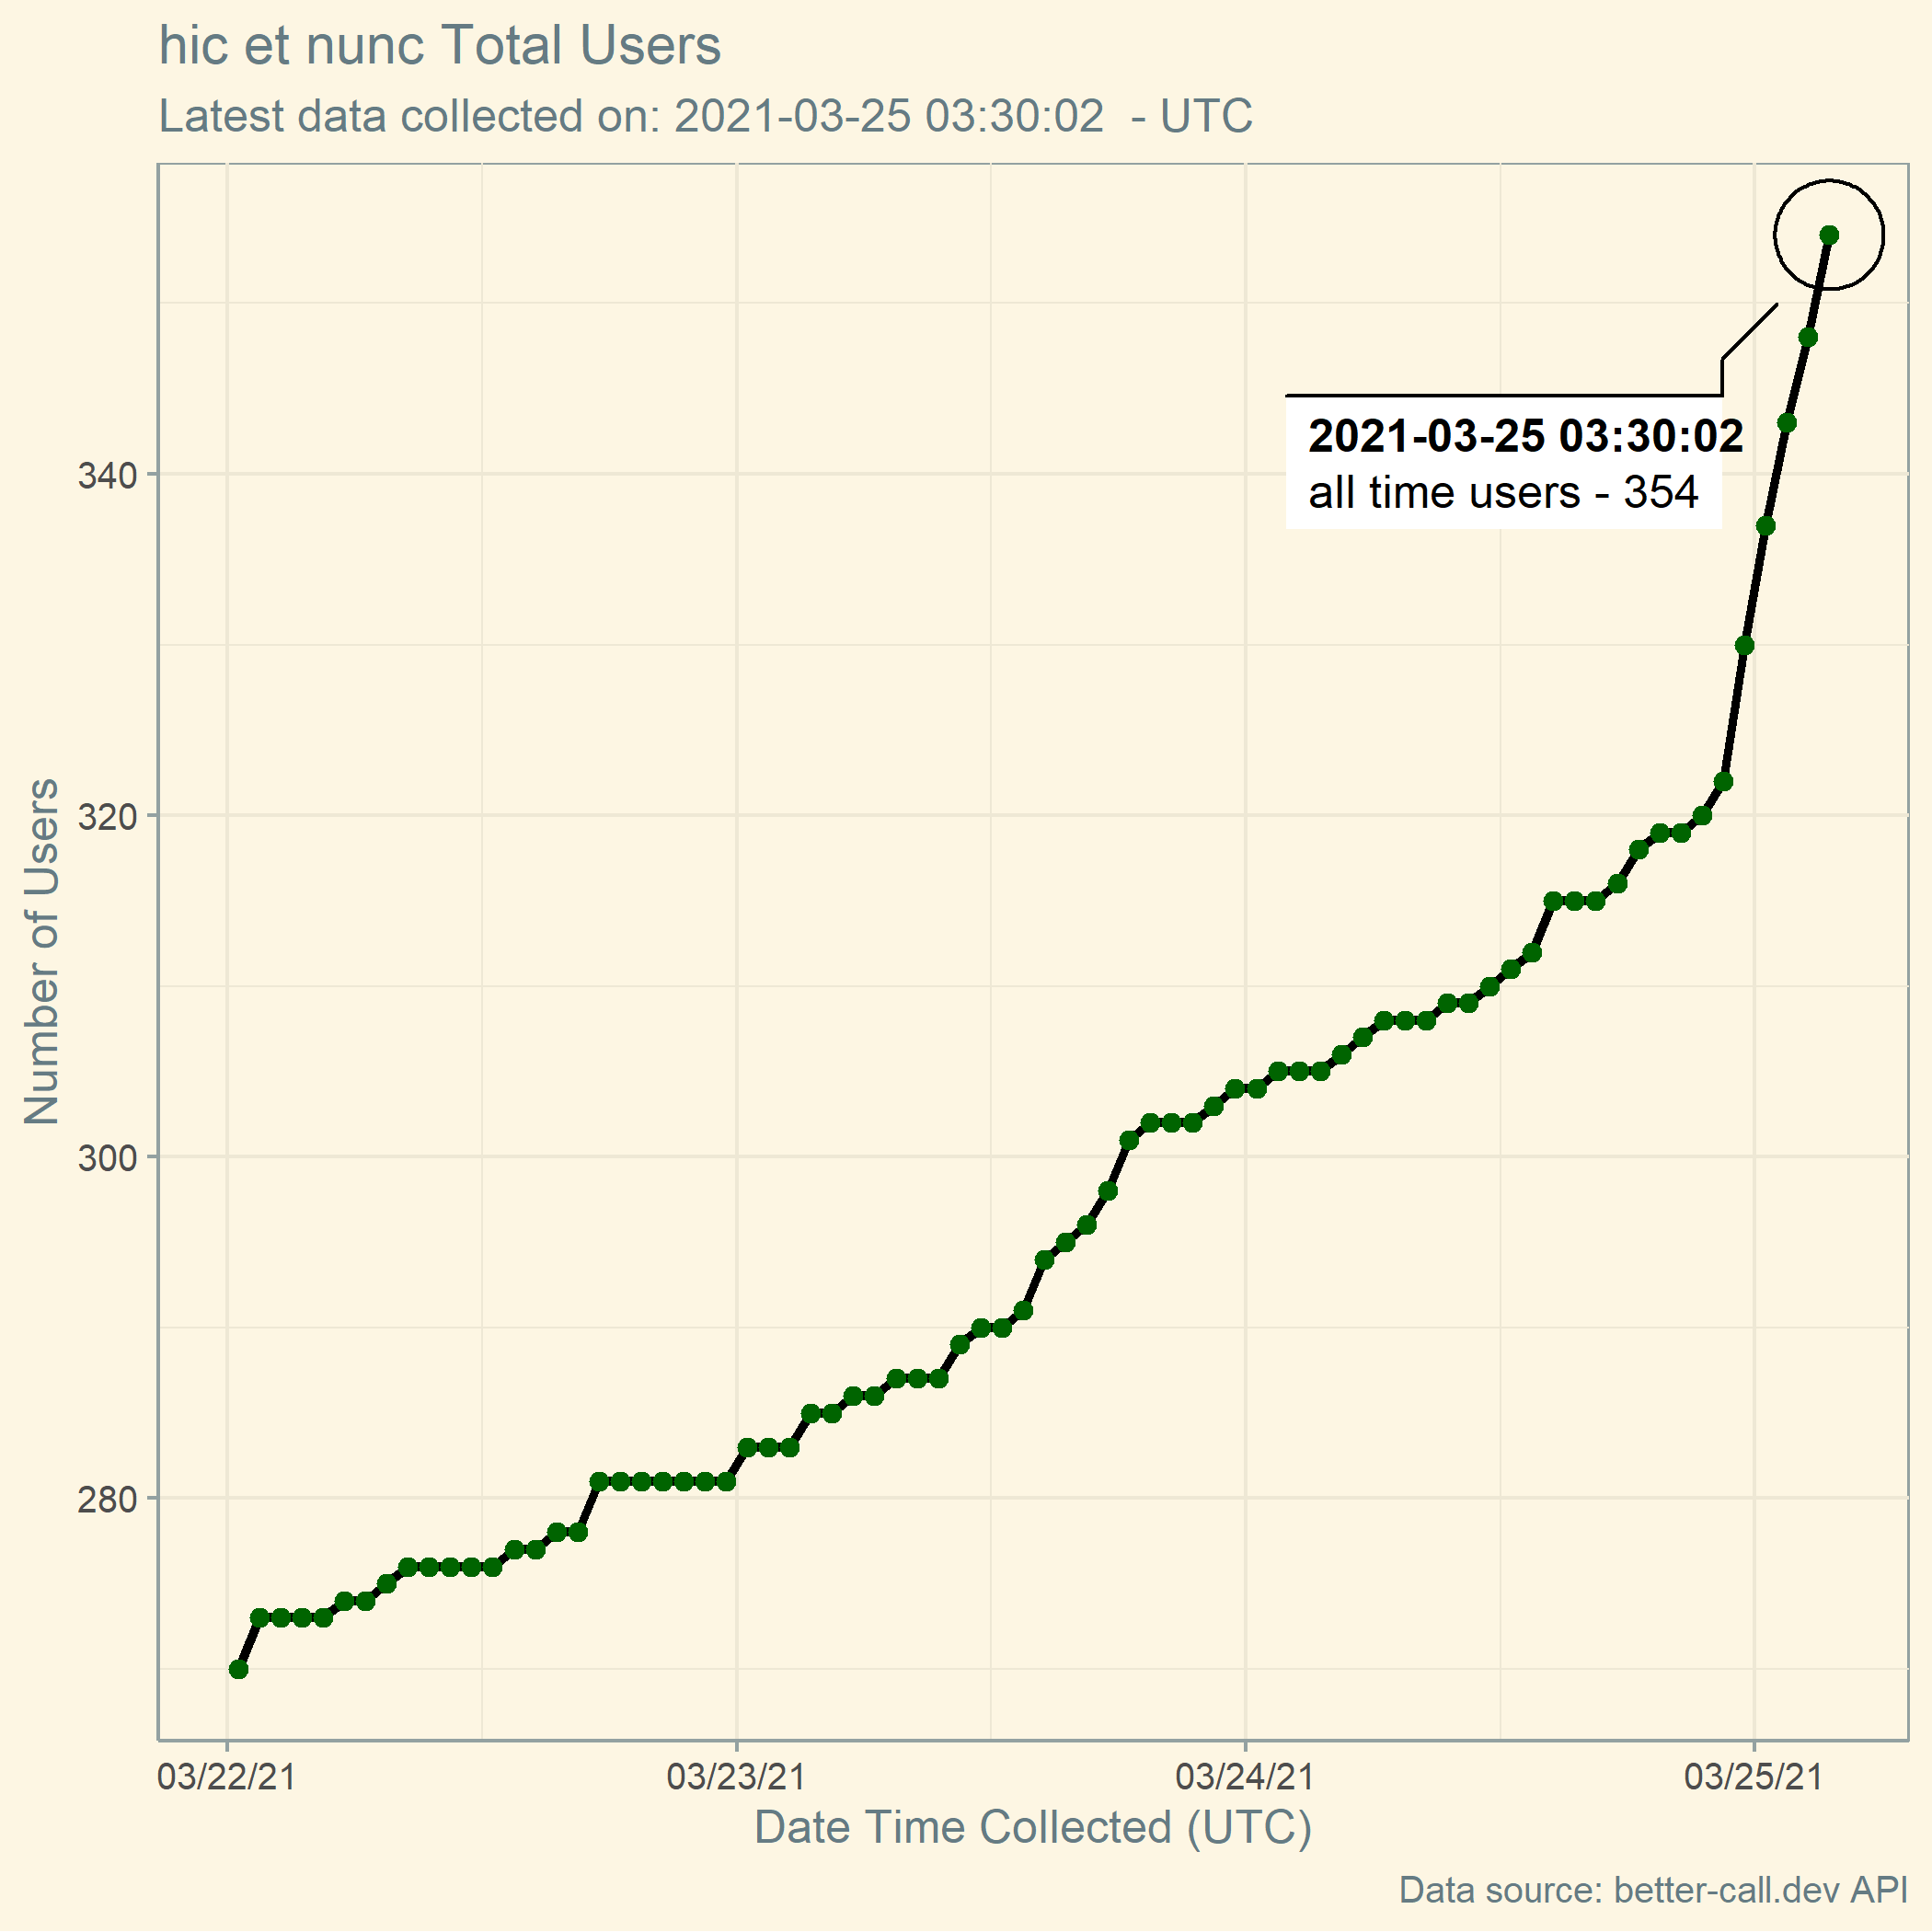 hic et nunc Total Users
Latest data collected on: 2021-03-25 03:30:02  - UTC
2021-03-25 03:30:02
all time users - 354
Number of Users
340
320
300
280
03/22/21
03/23/21
03/24/21
03/25/21
Date Time Collected (UTC)
Data source: better-call.dev API